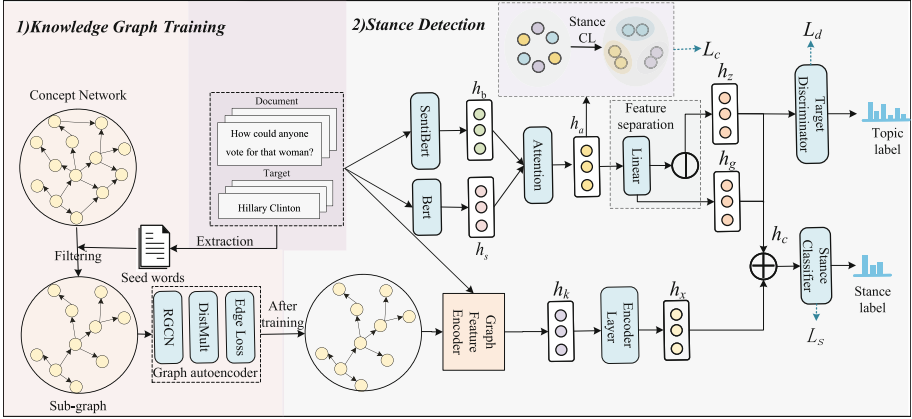 1)Knowledge Graph Training
2)Stance Detection
Concept Network
Document
How could anyone
vote for that woman?
Target
Hillary Clinton
Extraction
Filtering
Seed words
Sub-graph
RGCN
DistMult
Edge Loss
Graph autoencoder
After
training
SentiBert
Bert
h_b
h_s
Attention
h_a
Stance
CL
L_c
Feature
separation
Linear
h_z
h_g
L_d
Target
Discriminator
Topic
label
h_c
Graph
Feature
Encoder
h_k
Encoder
Layer
h_x
Stance
Classifier
Stance
label
L_s